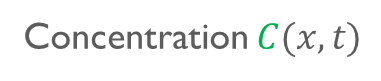 Concentration 𝐶(𝑥, 𝑡)